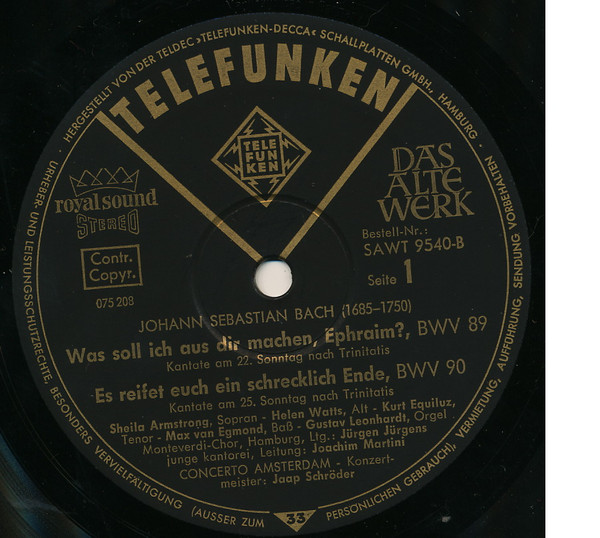 HERGESTELLT VON DER TELDEC »TELEFUNKEN-DECCA« SCHALLPLATTEN GMBH., HAMBURG ·
URHEBER- UND LEISTUNGSSCHUTZRECHTE, BESONDERS VERVIELFÄLTIGUNG (AUSSER ZUM PERSÖNLICHEN GEBRAUCH), VERMIETUNG, AUFFÜHRUNG, SENDUNG VORBEHALTEN ·
TELEFUNKEN
TELE
FUN
KEN
royal sound
STEREO
DAS
ALTE
WERK
Contr.
Copyr.
075 208
Bestell-Nr.:
SAWT 9540-B
Seite 1
JOHANN SEBASTIAN BACH (1685–1750)
Was soll ich aus dir machen, Ephraim?, BWV 89
Kantate am 22. Sonntag nach Trinitatis
Es reifet euch ein schrecklich Ende, BWV 90
Kantate am 25. Sonntag nach Trinitatis
Sheila Armstrong, Sopran - Helen Watts, Alt - Kurt Equiluz,
Tenor - Max van Egmond, Baß - Gustav Leonhardt, Orgel
Monteverdi-Chor, Hamburg, Ltg.: Jürgen Jürgens
junge kantorei, Leitung: Joachim Martini
CONCERTO AMSTERDAM - Konzert-
meister: Jaap Schröder
33